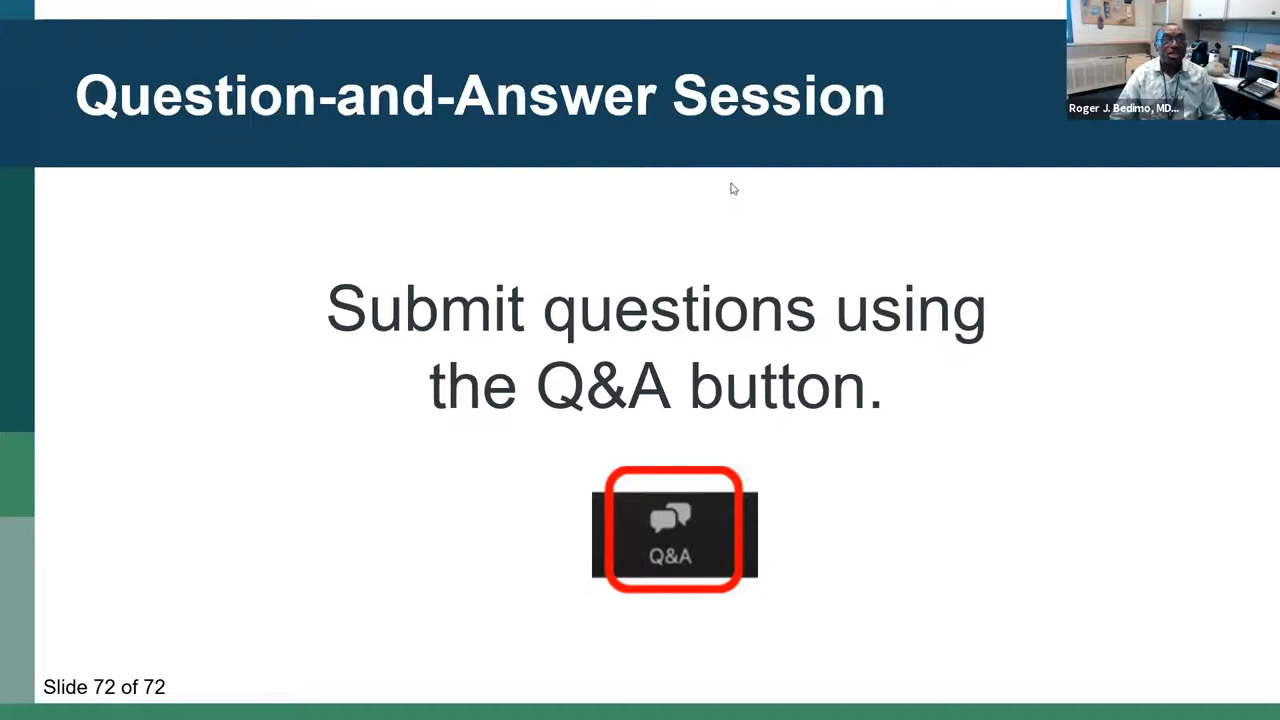 Question-and-Answer Session
Roger J. Bedimo, MD...
Submit questions using
the Q&A button.
Q&A
Slide 72 of 72